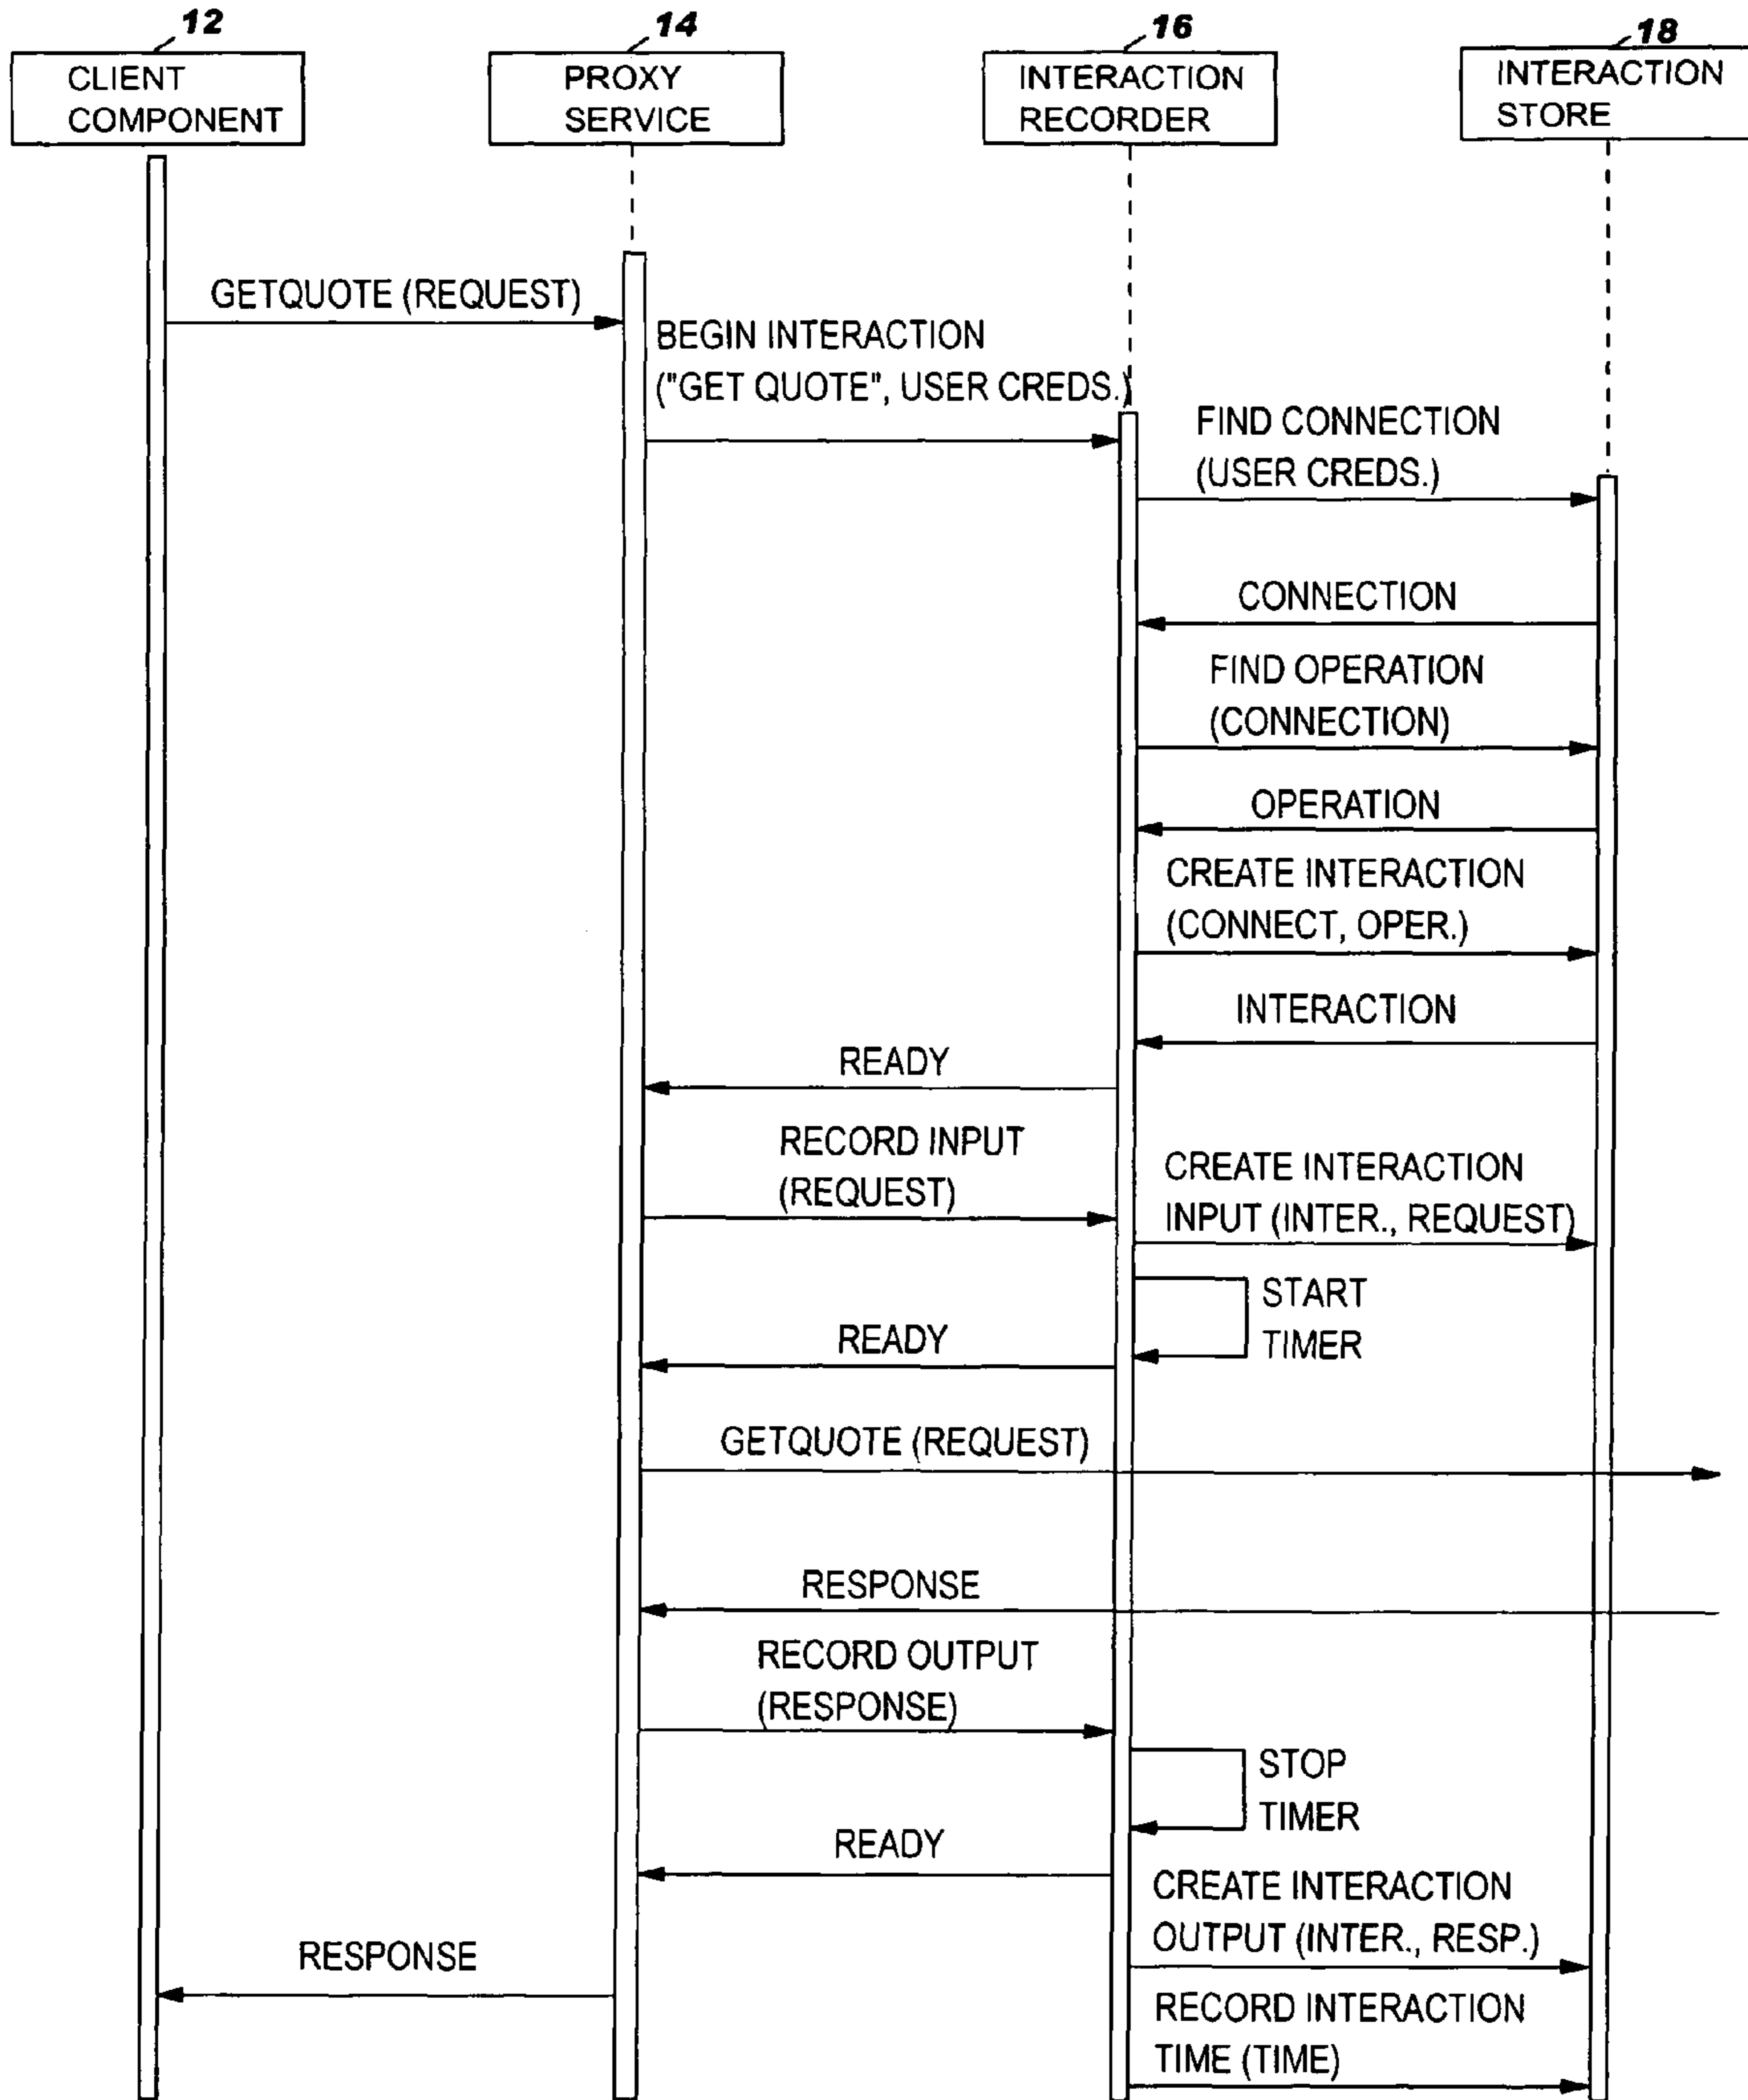 12
14
16
18
CLIENT
COMPONENT
PROXY
SERVICE
INTERACTION
RECORDER
INTERACTION
STORE
GETQUOTE (REQUEST)
BEGIN INTERACTION
("GET QUOTE", USER CREDS.)
FIND CONNECTION
(USER CREDS.)
CONNECTION
FIND OPERATION
(CONNECTION)
OPERATION
CREATE INTERACTION
(CONNECT, OPER.)
INTERACTION
READY
RECORD INPUT
(REQUEST)
CREATE INTERACTION
INPUT (INTER., REQUEST)
START
TIMER
READY
GETQUOTE (REQUEST)
RESPONSE
RECORD OUTPUT
(RESPONSE)
STOP
TIMER
READY
CREATE INTERACTION
OUTPUT (INTER., RESP.)
RESPONSE
RECORD INTERACTION
TIME (TIME)